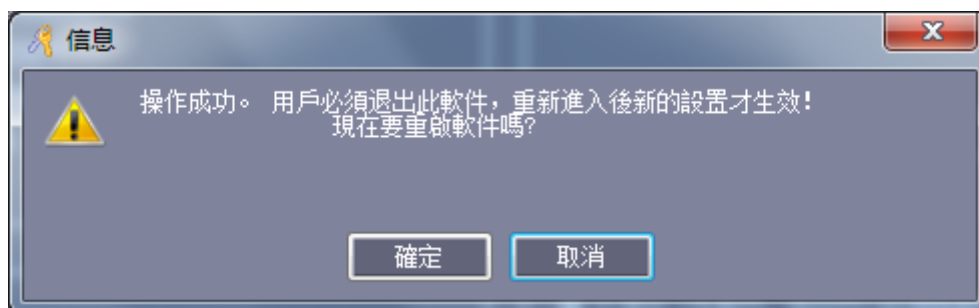 信息
操作成功。 用戶必須退出此軟件，重新進入後新的設置才生效!
現在要重啟軟件嗎?
確定
取消